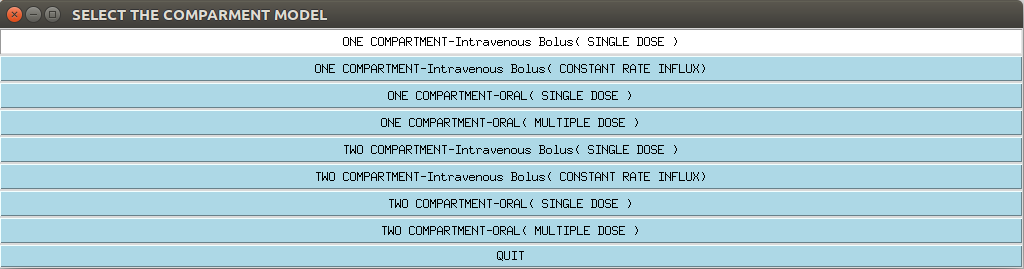 SELECT THE COMPARMENT MODEL
ONE COMPARTMENT-Intravenous Bolus( SINGLE DOSE )
ONE COMPARTMENT-Intravenous Bolus( CONSTANT RATE INFLUX)
ONE COMPARTMENT-ORAL( SINGLE DOSE )
ONE COMPARTMENT-ORAL( MULTIPLE DOSE )
TWO COMPARTMENT-Intravenous Bolus( SINGLE DOSE )
TWO COMPARTMENT-Intravenous Bolus( CONSTANT RATE INFLUX)
TWO COMPARTMENT-ORAL( SINGLE DOSE )
TWO COMPARTMENT-ORAL( MULTIPLE DOSE )
QUIT